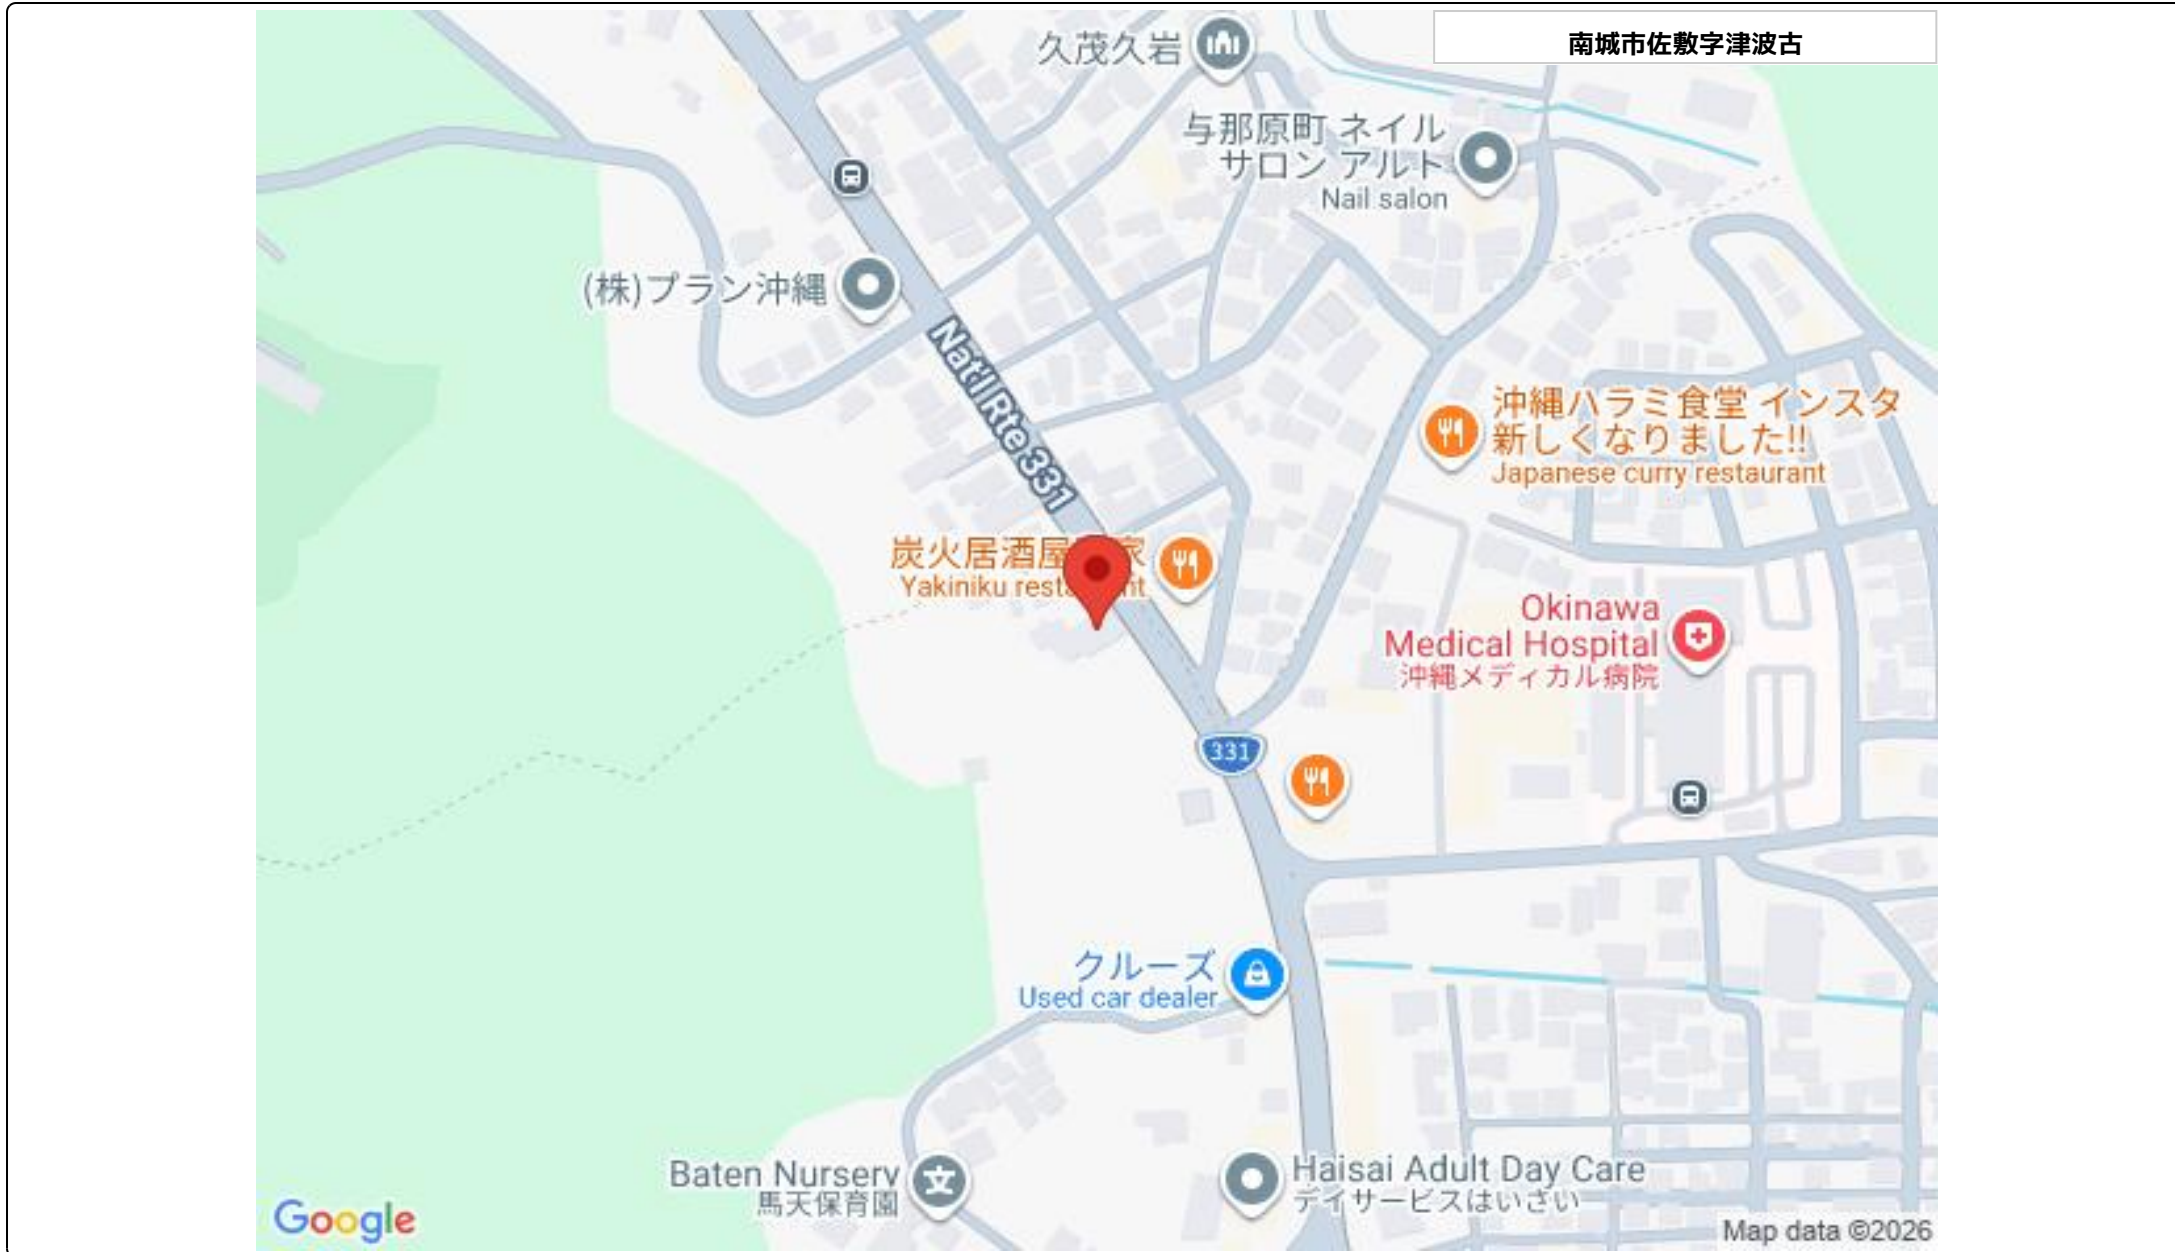 南城市佐敷字津波古
久茂久岩
与那原町 ネイル
サロン アルト
Nail salon
(株)プラン沖縄
Nat'l Rte 331
沖縄ハラミ食堂 インスタ
新しくなりました!!
Japanese curry restaurant
炭火居酒屋 家
Yakiniku rest nt
Okinawa
Medical Hospital
沖縄メディカル病院
331
クルーズ
Used car dealer
Baten Nursery
馬天保育園
Haisai Adult Day Care
デイサービスはいさい
Google
Map data ©2026